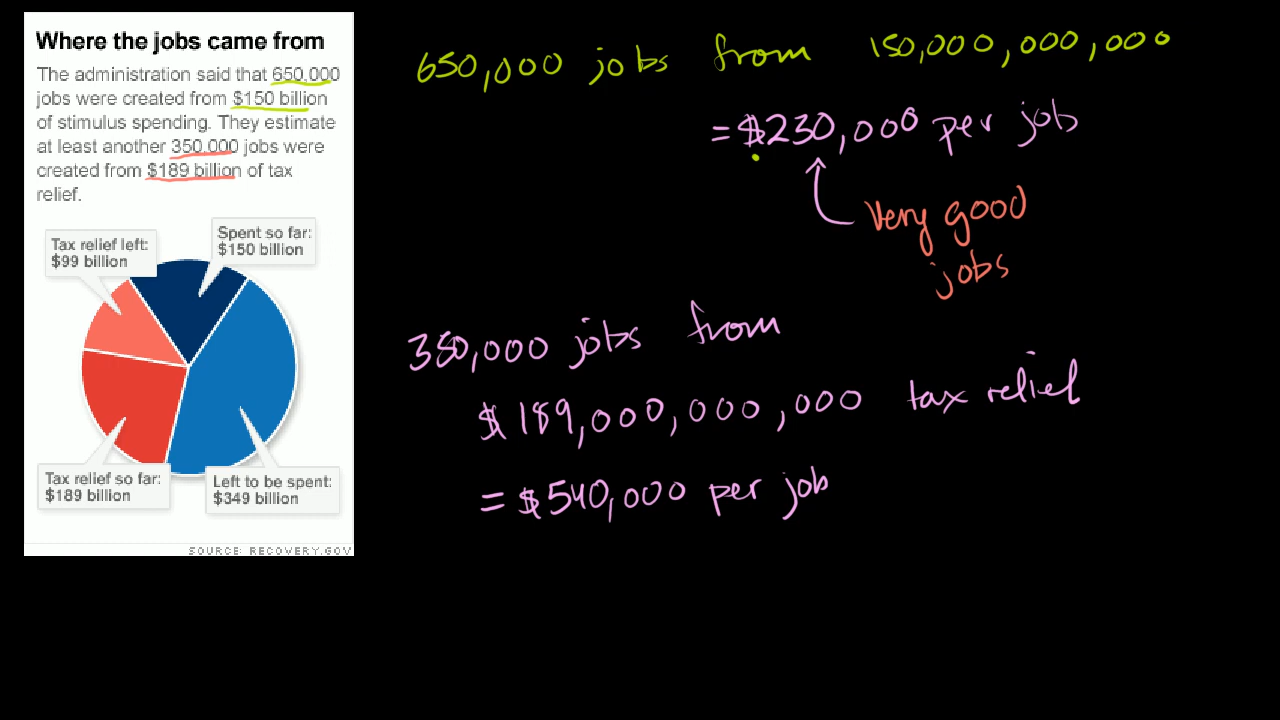 Where the jobs came from
The administration said that 650,000
jobs were created from $150 billion
of stimulus spending. They estimate
at least another 350,000 jobs were
created from $189 billion of tax
relief.
Tax relief left:
$99 billion
Spent so far:
$150 billion
Tax relief so far:
$189 billion
Left to be spent:
$349 billion
SOURCE: RECOVERY.GOV
650,000 jobs from 150,000,000,000
= $230,000 per job
Very good
jobs
350,000 jobs from
$189,000,000,000 tax relief
= $540,000 per job